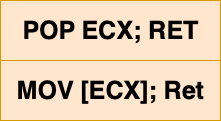 POP ECX; RET
MOV [ECX]; Ret